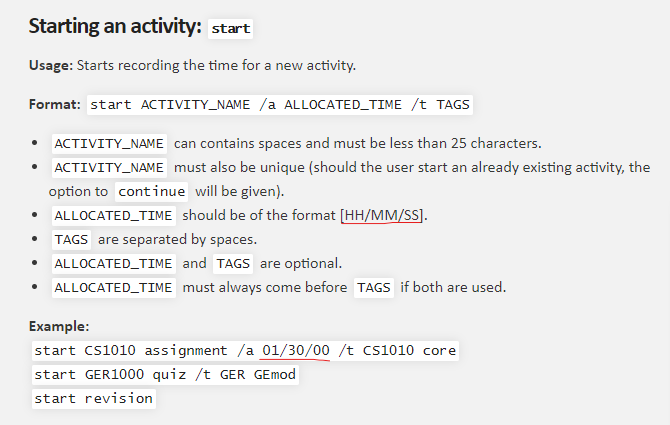 Starting an activity: start
Usage: Starts recording the time for a new activity.
Format: start ACTIVITY_NAME /a ALLOCATED_TIME /t TAGS
ACTIVITY_NAME can contains spaces and must be less than 25 characters.
ACTIVITY_NAME must also be unique (should the user start an already existing activity, the
option to continue will be given).
ALLOCATED_TIME should be of the format [HH/MM/SS].
TAGS are separated by spaces.
ALLOCATED_TIME and TAGS are optional.
ALLOCATED_TIME must always come before TAGS if both are used.
Example:
start CS1010 assignment /a 01/30/00 /t CS1010 core
start GER1000 quiz /t GER GEmod
start revision